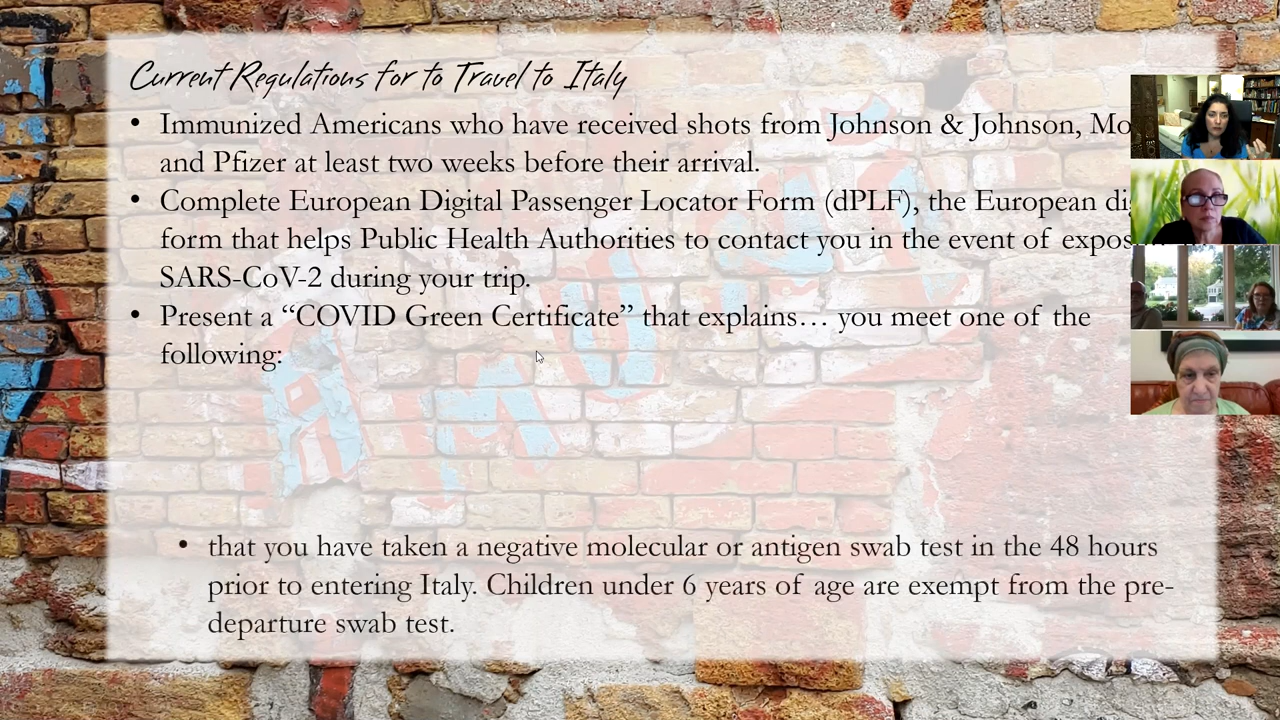 Current Regulations for to Travel to Italy
• Immunized Americans who have received shots from Johnson & Johnson,
and Pfizer at least two weeks before their arrival.
• Complete European Digital Passenger Locator Form (dPLF), the European
form that helps Public Health Authorities to contact you in the event of
SARS-CoV-2 during your trip.
• Present a “COVID Green Certificate” that explains… you meet one of the
following:
• that you have taken a negative molecular or antigen swab test in the 48 hours
prior to entering Italy. Children under 6 years of age are exempt from the pre-
departure swab test.